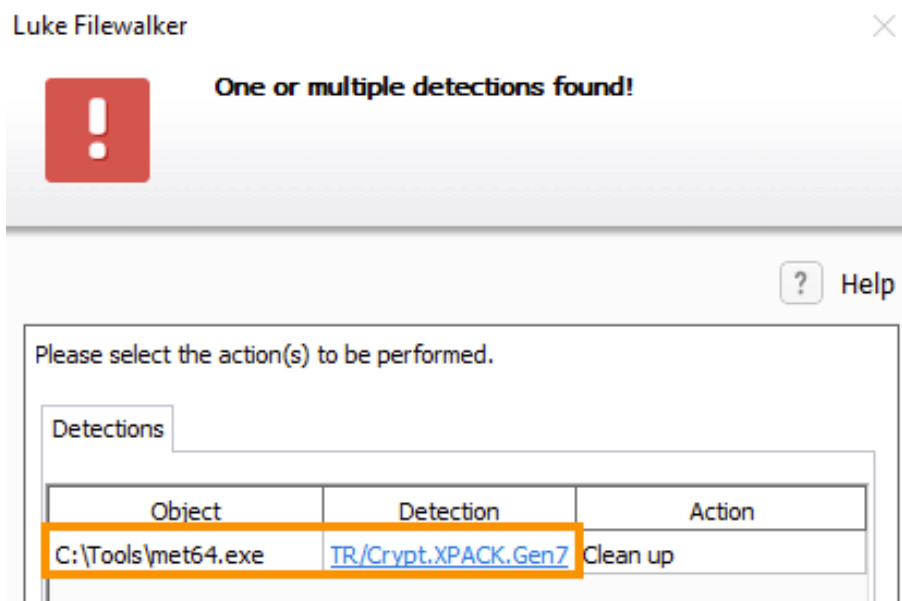 Luke Filewalker
One or multiple detections found!
? Help
Please select the action(s) to be performed.
Detections
Object Detection Action
C:\Tools\met64.exe TR/Crypt.XPACK.Gen7 Clean up